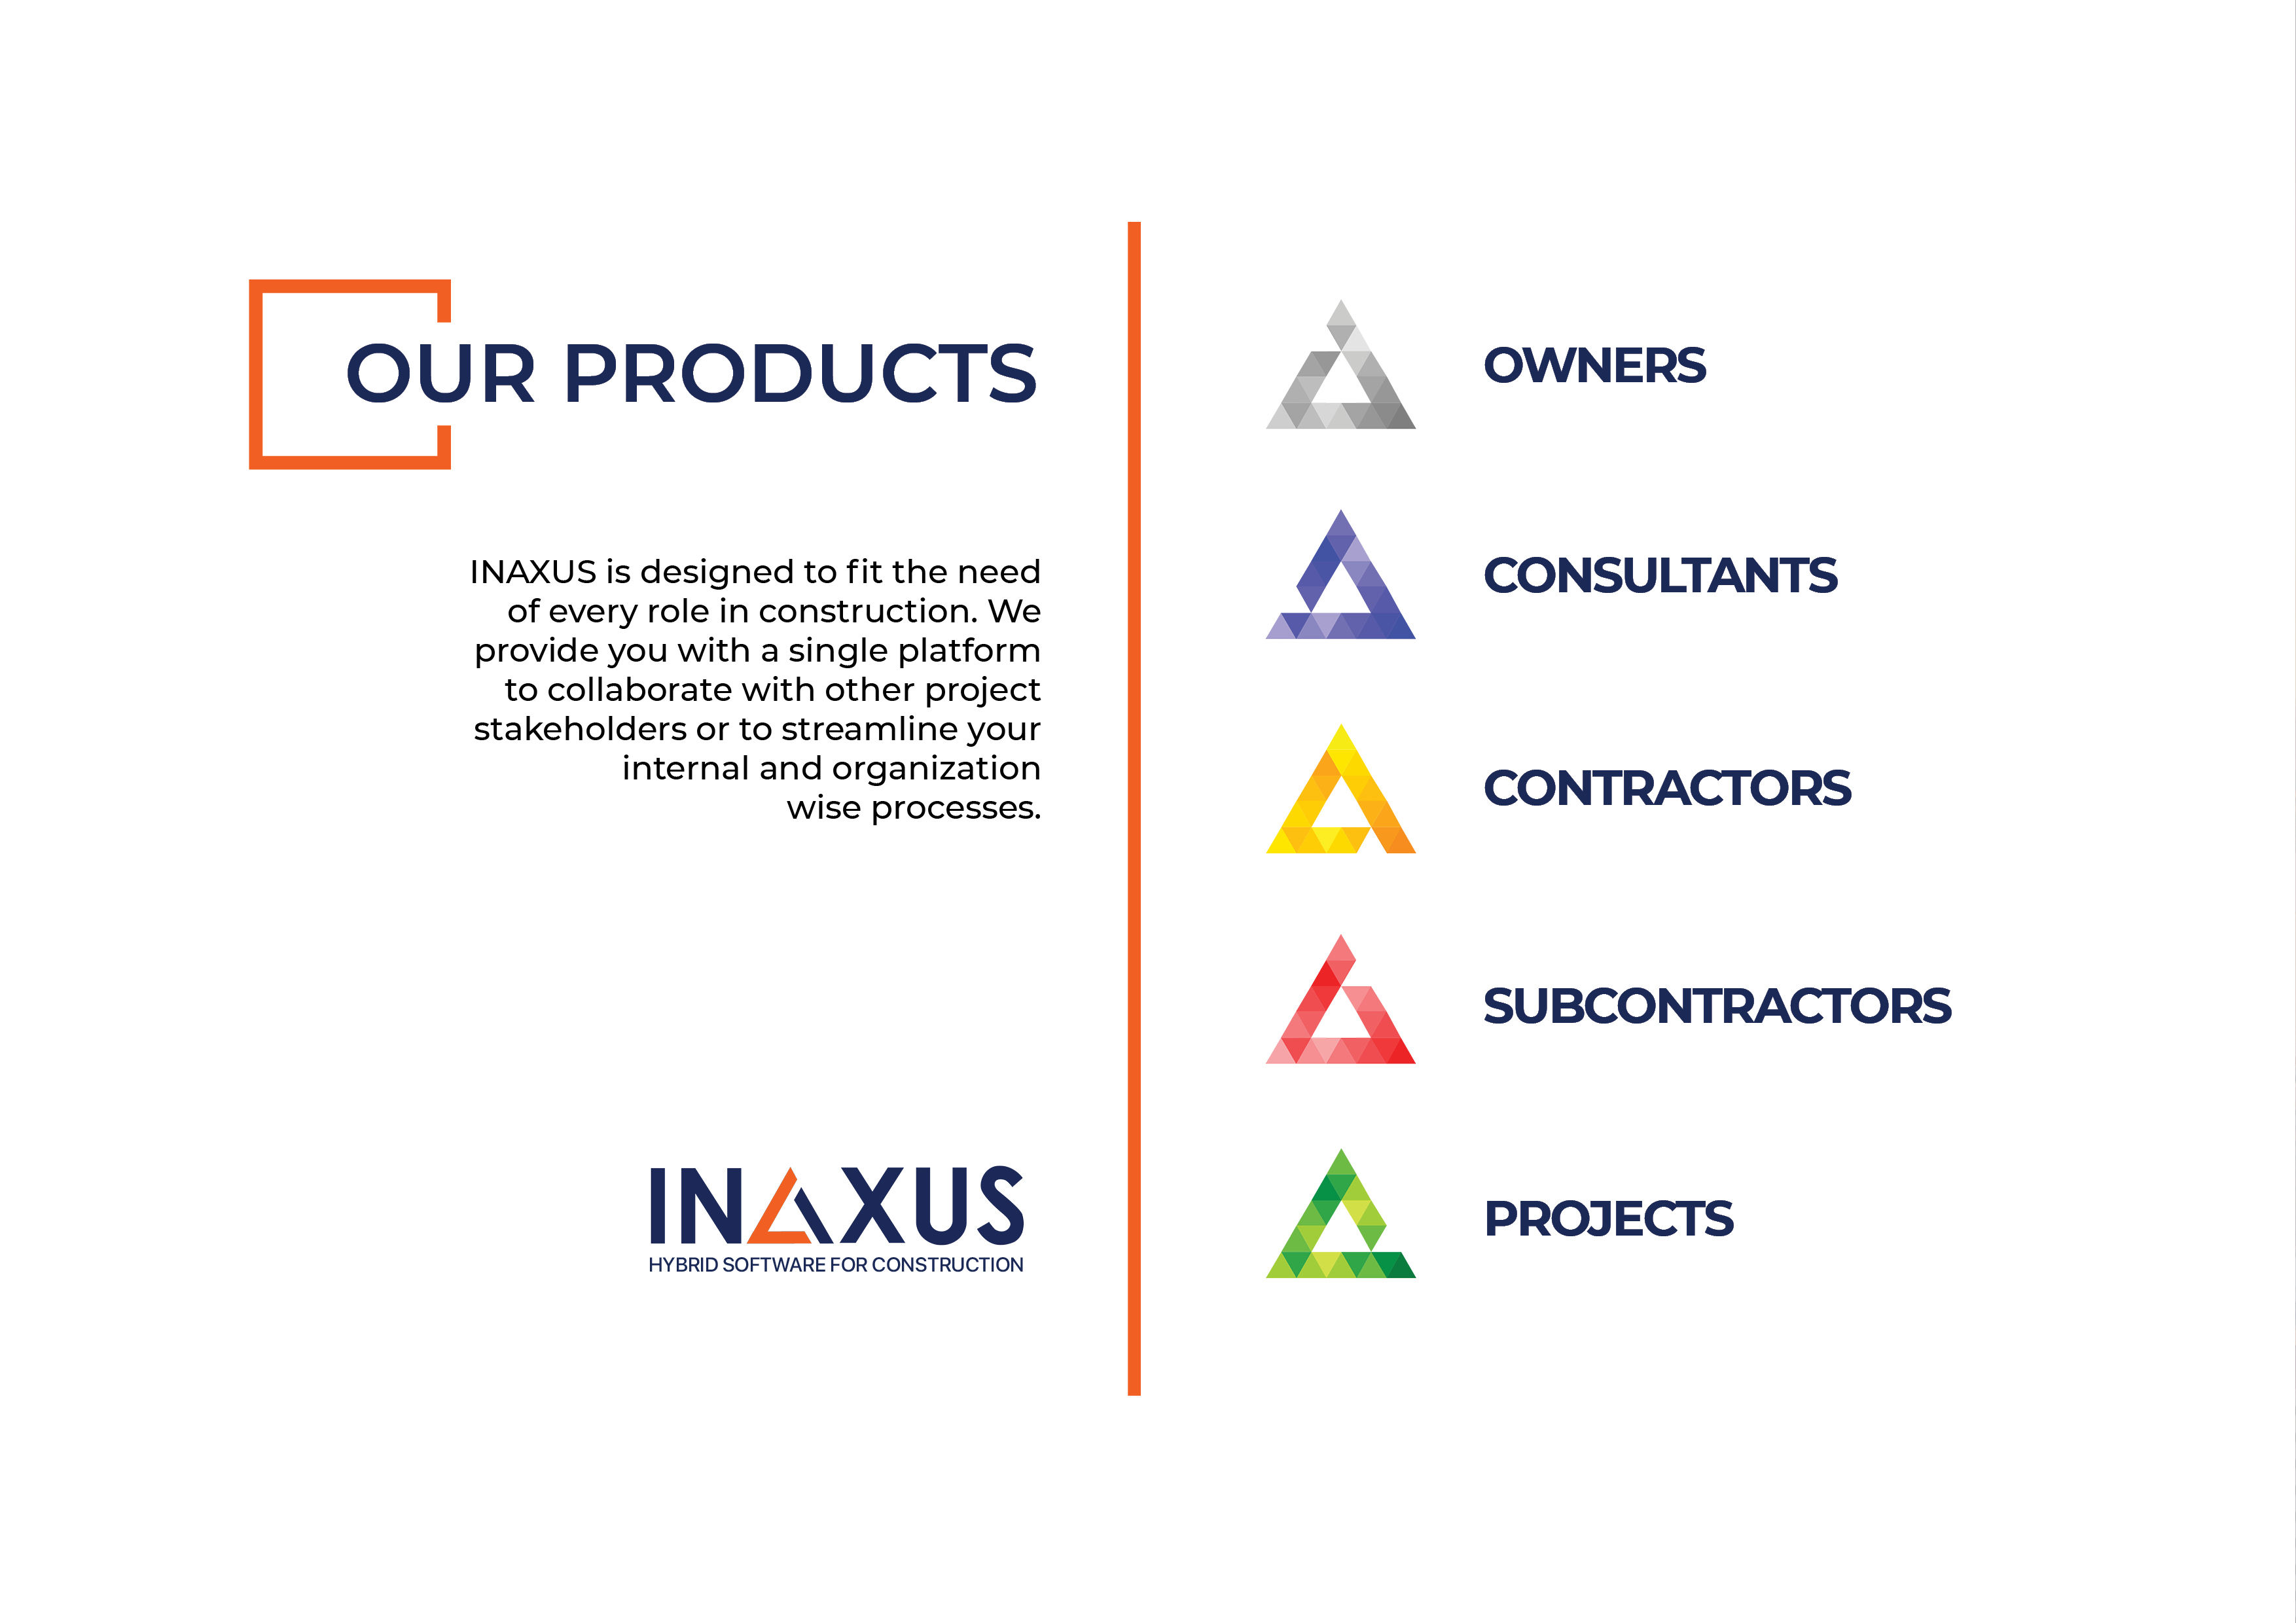 OUR PRODUCTS
INAXUS is designed to fit the need
of every role in construction. We
provide you with a single platform
to collaborate with other project
stakeholders or to streamline your
internal and organization
wise processes.
INAXUS
HYBRID SOFTWARE FOR CONSTRUCTION
OWNERS
CONSULTANTS
CONTRACTORS
SUBCONTRACTORS
PROJECTS